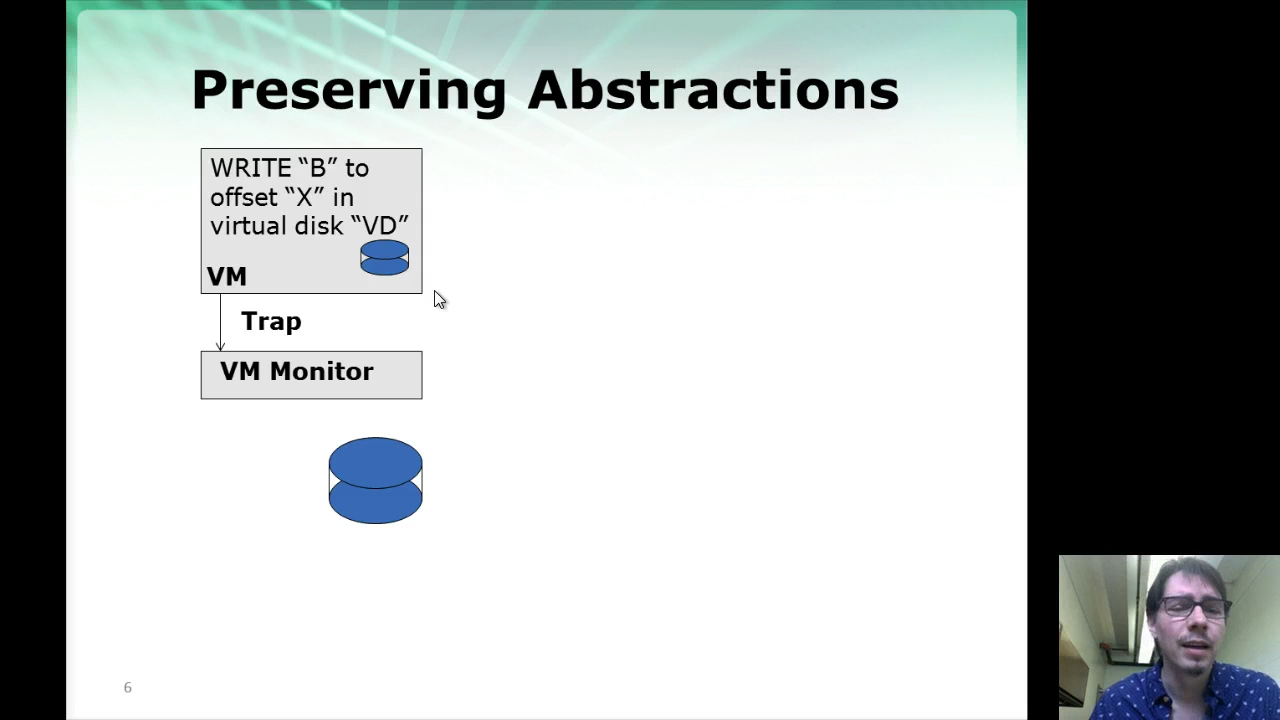 Preserving Abstractions
WRITE “B” to
offset “X” in
virtual disk “VD”
VM
Trap
VM Monitor
6